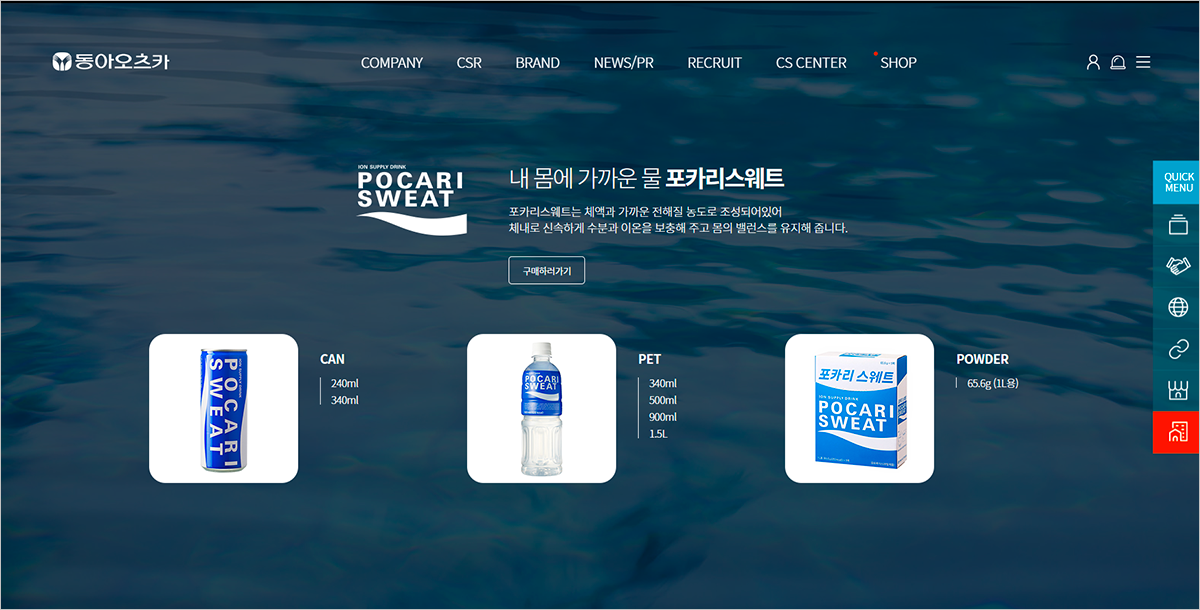 동아오츠카
COMPANY CSR BRAND NEWS/PR RECRUIT CS CENTER SHOP
QUICK
MENU
ION SUPPLY DRINK
POCARI
SWEAT
내 몸에 가까운 물 포카리스웨트
포카리스웨트는 체액과 가까운 전해질 농도로 조성되어있어
체내로 신속하게 수분과 이온을 보충해 주고 몸의 밸런스를 유지해 줍니다.
구매하러가기
ION SUPPLY DRINK
POCARI
SWEAT
CAN
240ml
340ml
POCARI
SWEAT
PET
340ml
500ml
900ml
1.5L
포카리 스웨트
ION SUPPLY DRINK
POCARI
SWEAT
POWDER
65.6g (1L용)